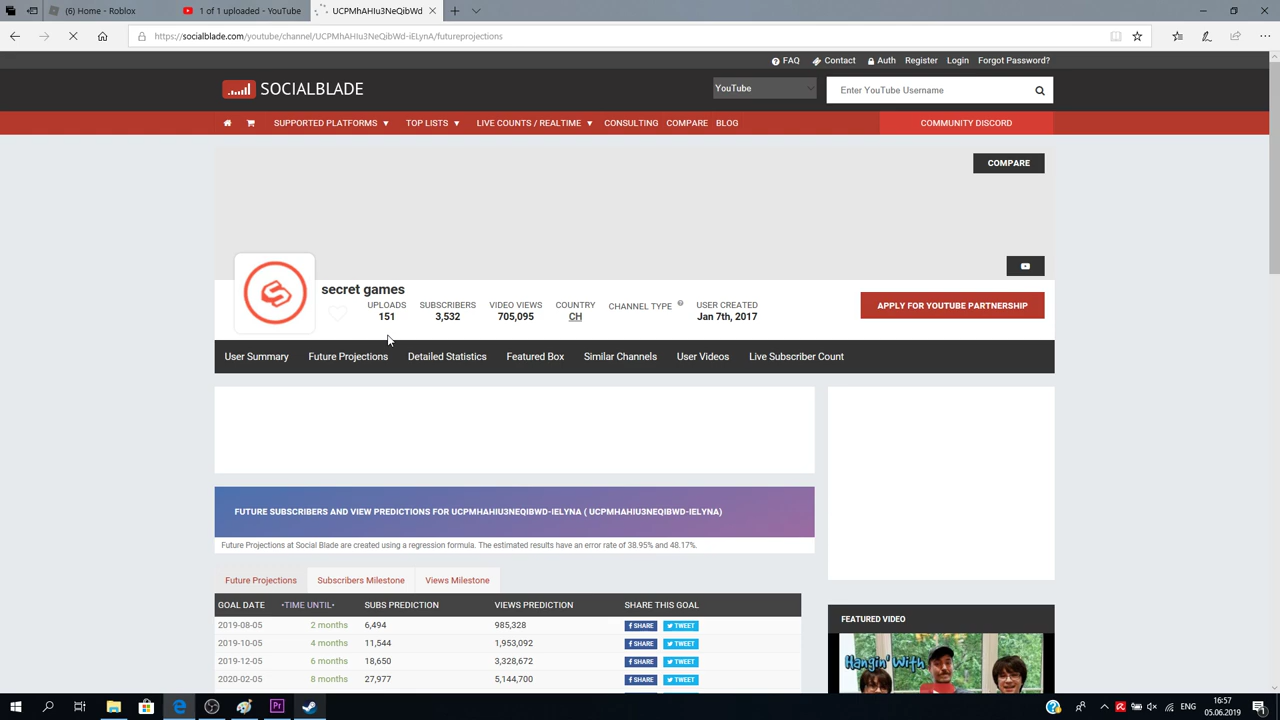 (6) Home - Roblox
1 of 1 uploaded - YouTube
UCPMhAHIu3NeQibWd
https://socialblade.com/youtube/channel/UCPMhAHIu3NeQibWd-iELynA/futureprojections
FAQ Contact Auth Register Login Forgot Password?
SOCIALBLADE
YouTube
Enter YouTube Username
SUPPORTED PLATFORMS TOP LISTS LIVE COUNTS / REALTIME CONSULTING COMPARE BLOG
COMMUNITY DISCORD
COMPARE
secret games
UPLOADS SUBSCRIBERS VIDEO VIEWS COUNTRY CHANNEL TYPE USER CREATED
151 3,532 705,095 CH Jan 7th, 2017
APPLY FOR YOUTUBE PARTNERSHIP
User Summary Future Projections Detailed Statistics Featured Box Similar Channels User Videos Live Subscriber Count
FUTURE SUBSCRIBERS AND VIEW PREDICTIONS FOR UCPMHAHIU3NEQIBWD-IELYNA ( UCPMHAHIU3NEQIBWD-IELYNA)
Future Projections at Social Blade are created using a regression formula. The estimated results have an error rate of 38.95% and 48.17%.
Future Projections Subscribers Milestone Views Milestone
GOAL DATE •TIME UNTIL• SUBS PREDICTION VIEWS PREDICTION SHARE THIS GOAL
2019-08-05 2 months 6,494 985,328 SHARE TWEET
2019-10-05 4 months 11,544 1,953,092 SHARE TWEET
2019-12-05 6 months 18,650 3,328,672 SHARE TWEET
2020-02-05 8 months 27,977 5,144,700 SHARE TWEET
FEATURED VIDEO
Hangin' With
ENG
16:57
05.06.2019